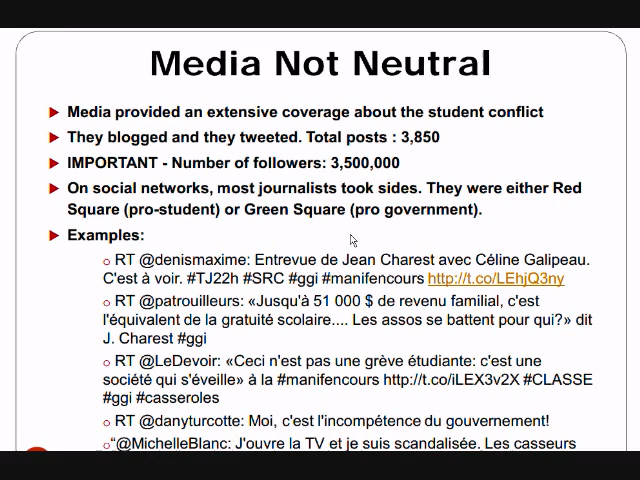 Media Not Neutral
Media provided an extensive coverage about the student conflict
They blogged and they tweeted. Total posts : 3,850
IMPORTANT - Number of followers: 3,500,000
On social networks, most journalists took sides. They were either Red
Square (pro-student) or Green Square (pro government).
Examples:
RT @denismaxime: Entrevue de Jean Charest avec Céline Galipeau.
C'est à voir. #TJ22h #SRC #ggi #manifencours http://t.co/LEhjQ3ny
RT @patrouilleurs: «Jusqu'à 51 000 $ de revenu familial, c'est
l'équivalent de la gratuité scolaire.... Les assos se battent pour qui?» dit
J. Charest #ggi
RT @LeDevoir: «Ceci n'est pas une grève étudiante: c'est une
société qui s'éveille» à la #manifencours http://t.co/iLEX3v2X #CLASSE
#ggi #casseroles
RT @danyturcotte: Moi, c'est l'incompétence du gouvernement!
“@MichelleBlanc: J'ouvre la TV et je suis scandalisée. Les casseurs